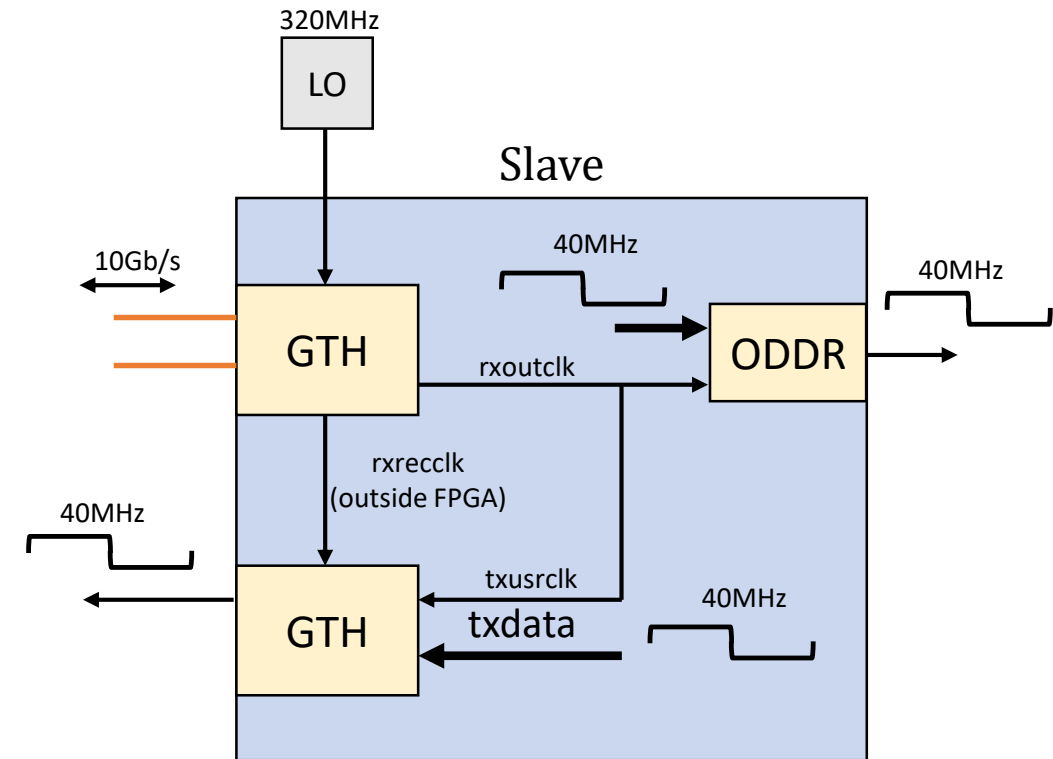 320MHz
LO
Slave
10Gb/s
40MHz
40MHz
GTH
ODDR
rxoutclk
rxrecclk
(outside FPGA)
40MHz
txusrclk
40MHz
txdata
GTH